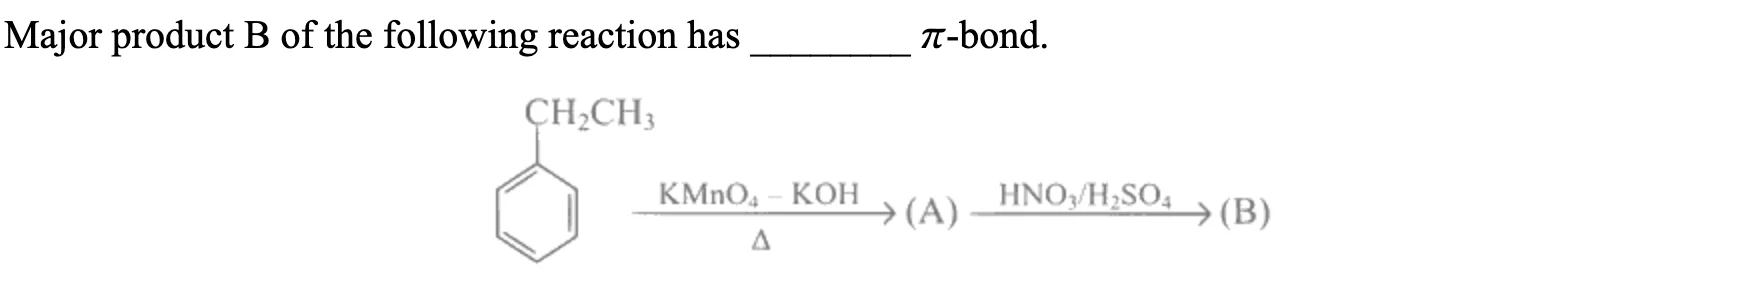 Major product B of the following reaction has ________ π-bond.
CH₂CH₃
KMnO₄ – KOH
Δ
(A)
HNO₃/H₂SO₄
(B)